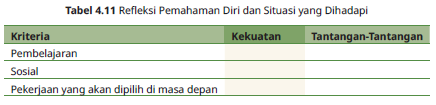 Tabel 4.11 Refleksi Pemahaman Diri dan Situasi yang Dihadapi
Kriteria Kekuatan Tantangan-Tantangan
Pembelajaran
Sosial
Pekerjaan yang akan dipilih di masa depan